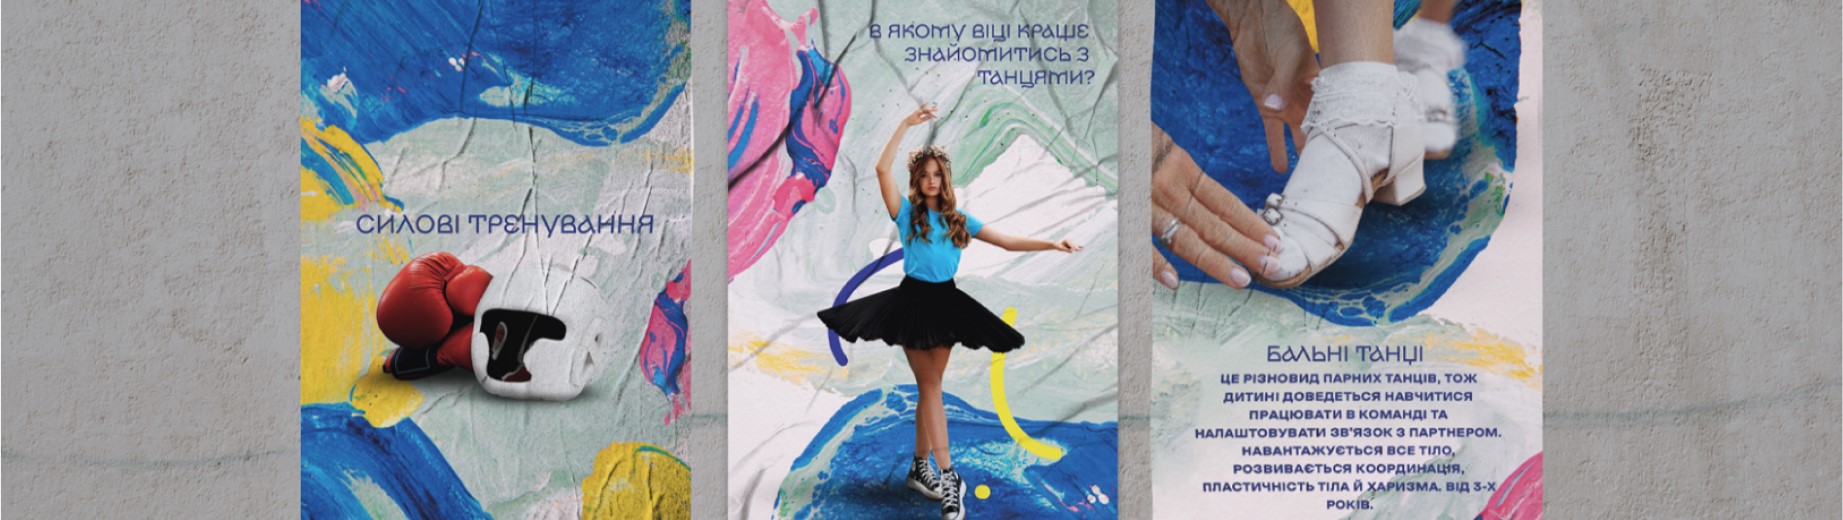 СИЛОВІ ТРЕНУВАННЯ
В ЯКОМУ ВІЦІ КРАЩЕ
ЗНАЙОМИТИСЬ З
ТАНЦЯМИ?
БАЛЬНІ ТАНЦІ
ЦЕ РІЗНОВИД ПАРНИХ ТАНЦІВ, ТОЖ
ДИТИНІ ДОВЕДЕТЬСЯ НАВЧИТИСЯ
ПРАЦЮВАТИ В КОМАНДІ ТА
НАЛАШТОВУВАТИ ЗВ'ЯЗОК З ПАРТНЕРОМ.
НАВАНТАЖУЄТЬСЯ ВСЕ ТІЛО,
РОЗВИВАЄТЬСЯ КООРДИНАЦІЯ,
ПЛАСТИЧНІСТЬ ТІЛА Й ХАРИЗМА. ВІД 3-Х
РОКІВ.